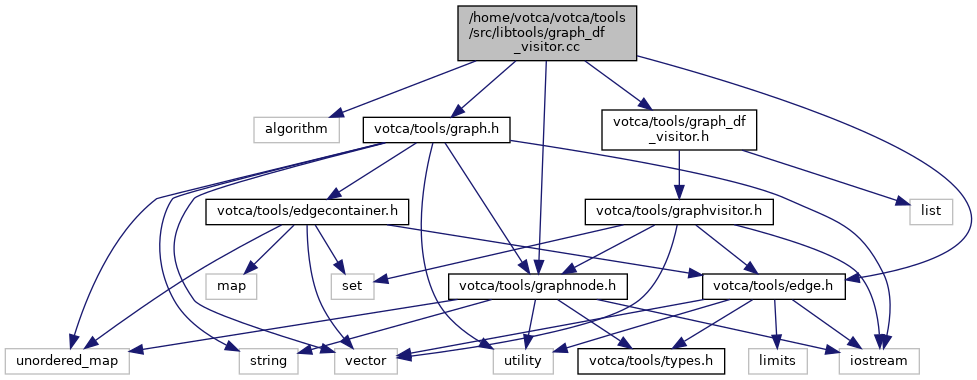 /home/votca/votca/tools
/src/libtools/graph_df
_visitor.cc
algorithm
votca/tools/graph.h
votca/tools/graph_df
_visitor.h
votca/tools/edgecontainer.h
votca/tools/graphvisitor.h
list
map
set
votca/tools/graphnode.h
votca/tools/edge.h
unordered_map
string
vector
utility
votca/tools/types.h
limits
iostream